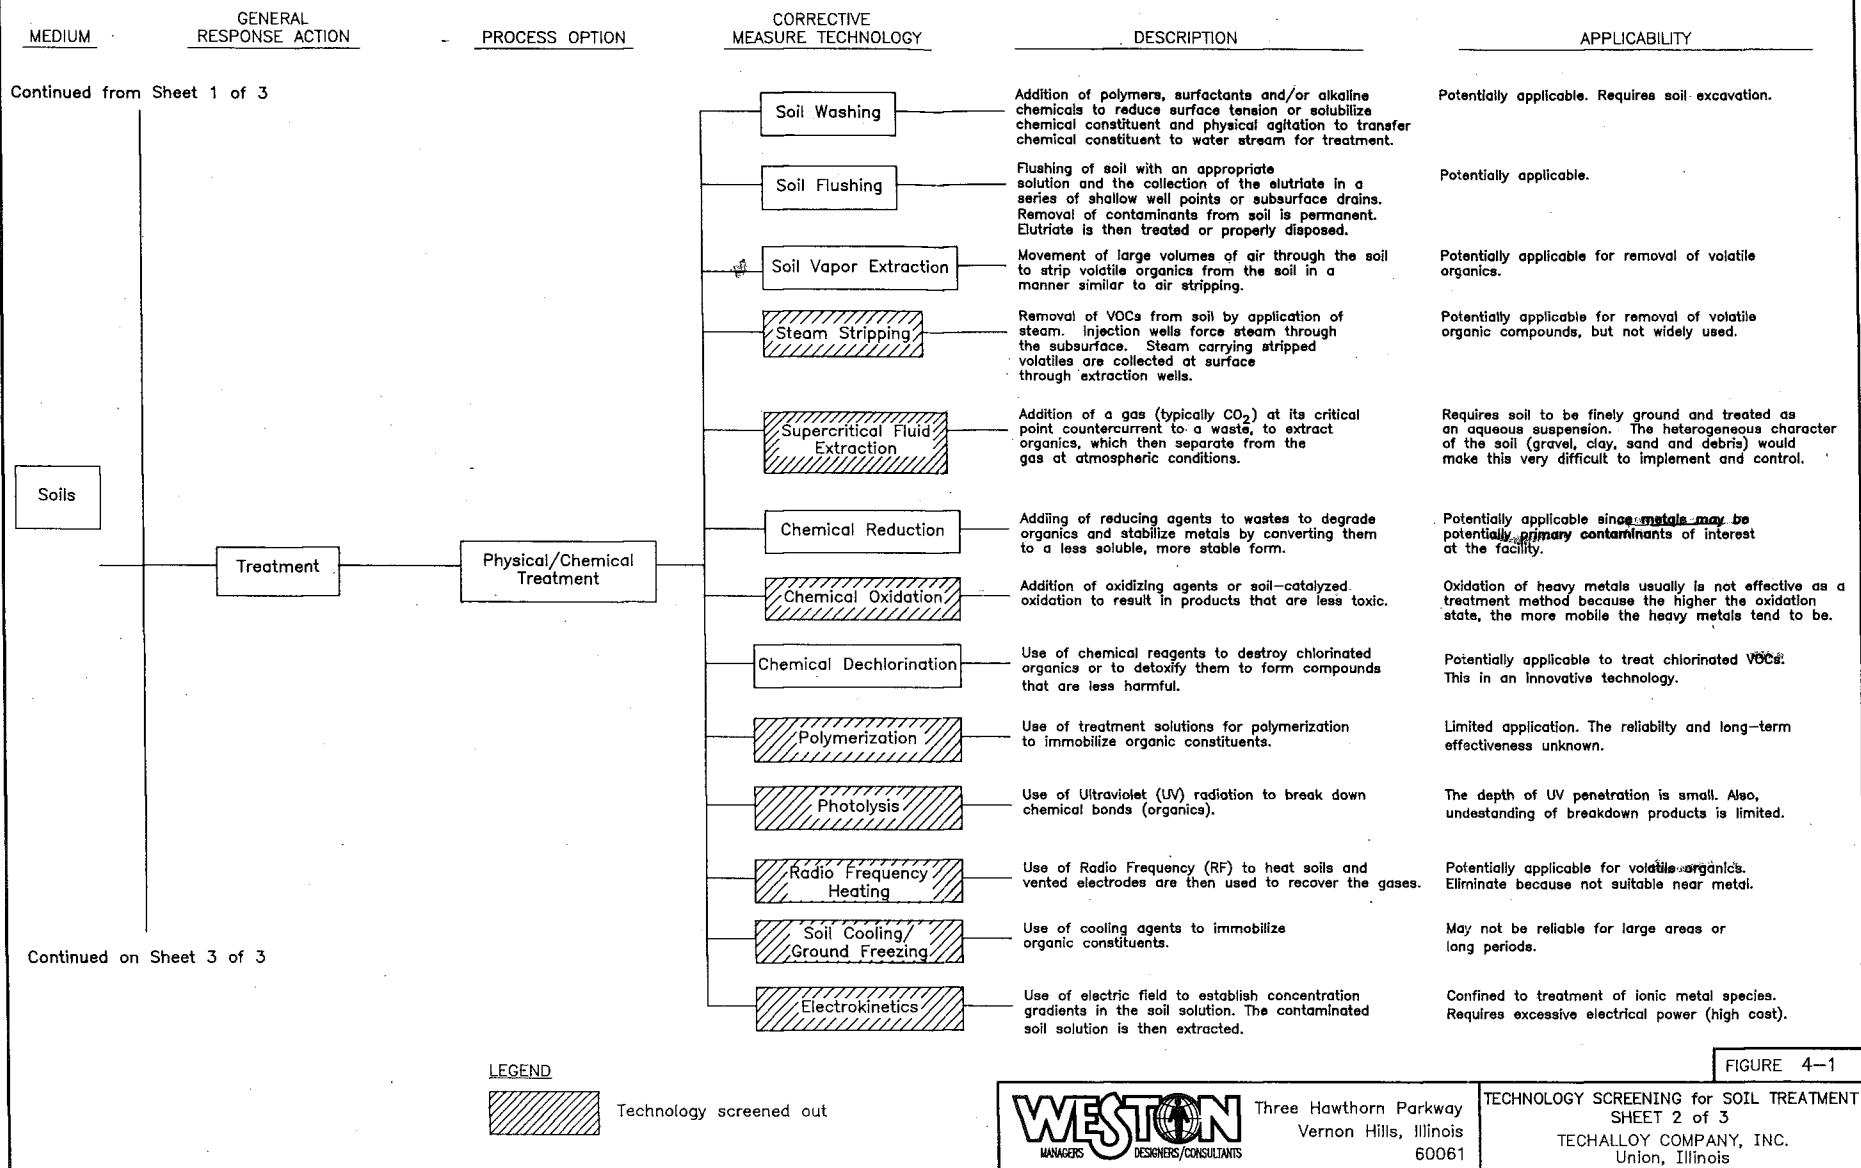 MEDIUM
GENERAL
RESPONSE ACTION
PROCESS OPTION
CORRECTIVE
MEASURE TECHNOLOGY
DESCRIPTION
APPLICABILITY
Continued from Sheet 1 of 3
Soils
Treatment
Physical/Chemical
Treatment
Soil Washing
Addition of polymers, surfactants and/or alkaline
chemicals to reduce surface tension or solubilize
chemical constituent and physical agitation to transfer
chemical constituent to water stream for treatment.
Potentially applicable. Requires soil excavation.
Soil Flushing
Flushing of soil with an appropriate
solution and the collection of the elutriate in a
series of shallow well points or subsurface drains.
Removal of contaminants from soil is permanent.
Elutriate is then treated or properly disposed.
Potentially applicable.
Soil Vapor Extraction
Movement of large volumes of air through the soil
to strip volatile organics from the soil in a
manner similar to air stripping.
Potentially applicable for removal of volatile
organics.
Steam Stripping
Removal of VOCs from soil by application of
steam. Injection wells force steam through
the subsurface. Steam carrying stripped
volatiles are collected at surface
through extraction wells.
Potentially applicable for removal of volatile
organic compounds, but not widely used.
Supercritical Fluid
Extraction
Addition of a gas (typically CO2) at its critical
point countercurrent to a waste, to extract
organics, which then separate from the
gas at atmospheric conditions.
Requires soil to be finely ground and treated as
an aqueous suspension. The heterogeneous character
of the soil (gravel, clay, sand and debris) would
make this very difficult to implement and control.
Chemical Reduction
Addiing of reducing agents to wastes to degrade
organics and stabilize metals by converting them
to a less soluble, more stable form.
Potentially applicable since metals may be
potentially primary contaminants of interest
at the facility.
Chemical Oxidation
Addition of oxidizing agents or soil-catalyzed
oxidation to result in products that are less toxic.
Oxidation of heavy metals usually is not effective as a
treatment method because the higher the oxidation
state, the more mobile the heavy metals tend to be.
Chemical Dechlorination
Use of chemical reagents to destroy chlorinated
organics or to detoxify them to form compounds
that are less harmful.
Potentially applicable to treat chlorinated VOCs.
This in an innovative technology.
Polymerization
Use of treatment solutions for polymerization
to immobilize organic constituents.
Limited application. The reliabilty and long-term
effectiveness unknown.
Photolysis
Use of Ultraviolet (UV) radiation to break down
chemical bonds (organics).
The depth of UV penetration is small. Also,
undestanding of breakdown products is limited.
Radio Frequency
Heating
Use of Radio Frequency (RF) to heat soils and
vented electrodes are then used to recover the gases.
Potentially applicable for volatile organics.
Eliminate because not suitable near metal.
Soil Cooling/
Ground Freezing
Use of cooling agents to immobilize
organic constituents.
May not be reliable for large areas or
long periods.
Electrokinetics
Use of electric field to establish concentration
gradients in the soil solution. The contaminated
soil solution is then extracted.
Confined to treatment of ionic metal species.
Requires excessive electrical power (high cost).
Continued on Sheet 3 of 3
LEGEND
Technology screened out
FIGURE 4-1
WESTON
MANAGERS DESIGNERS/CONSULTANTS
Three Hawthorn Parkway
Vernon Hills, Illinois
60061
TECHNOLOGY SCREENING for SOIL TREATMENT
SHEET 2 of 3
TECHALLOY COMPANY, INC.
Union, Illinois